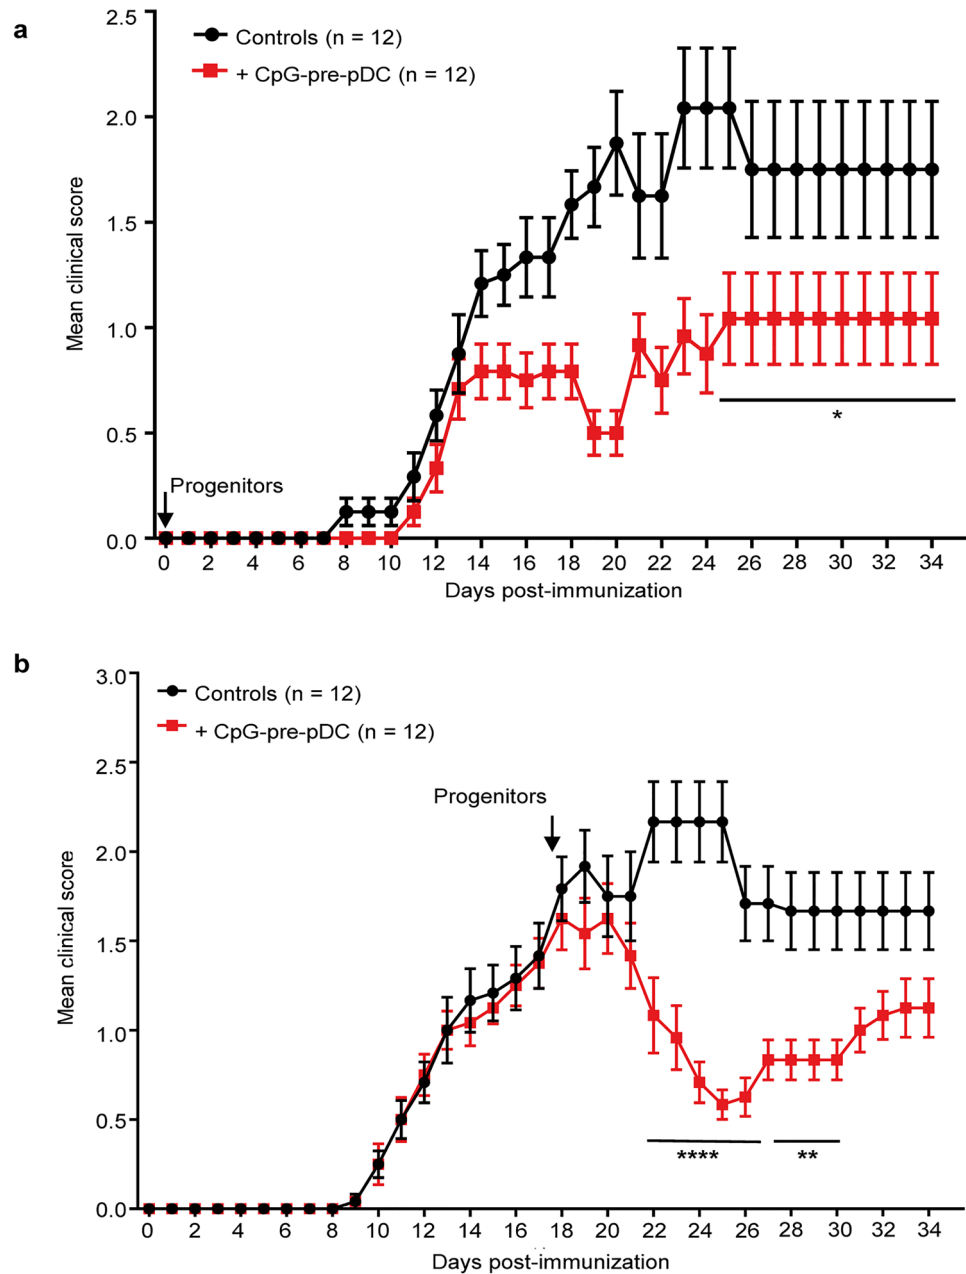 a
Controls (n = 12)
+ CpG-pre-pDC (n = 12)
Mean clinical score
2.5
2.0
1.5
1.0
0.5
0.0
Progenitors
*
0 2 4 6 8 10 12 14 16 18 20 22 24 26 28 30 32 34
Days post-immunization
b
Controls (n = 12)
+ CpG-pre-pDC (n = 12)
Mean clinical score
3.0
2.5
2.0
1.5
1.0
0.5
0.0
Progenitors
**** **
0 2 4 6 8 10 12 14 16 18 20 22 24 26 28 30 32 34
Days post-immunization